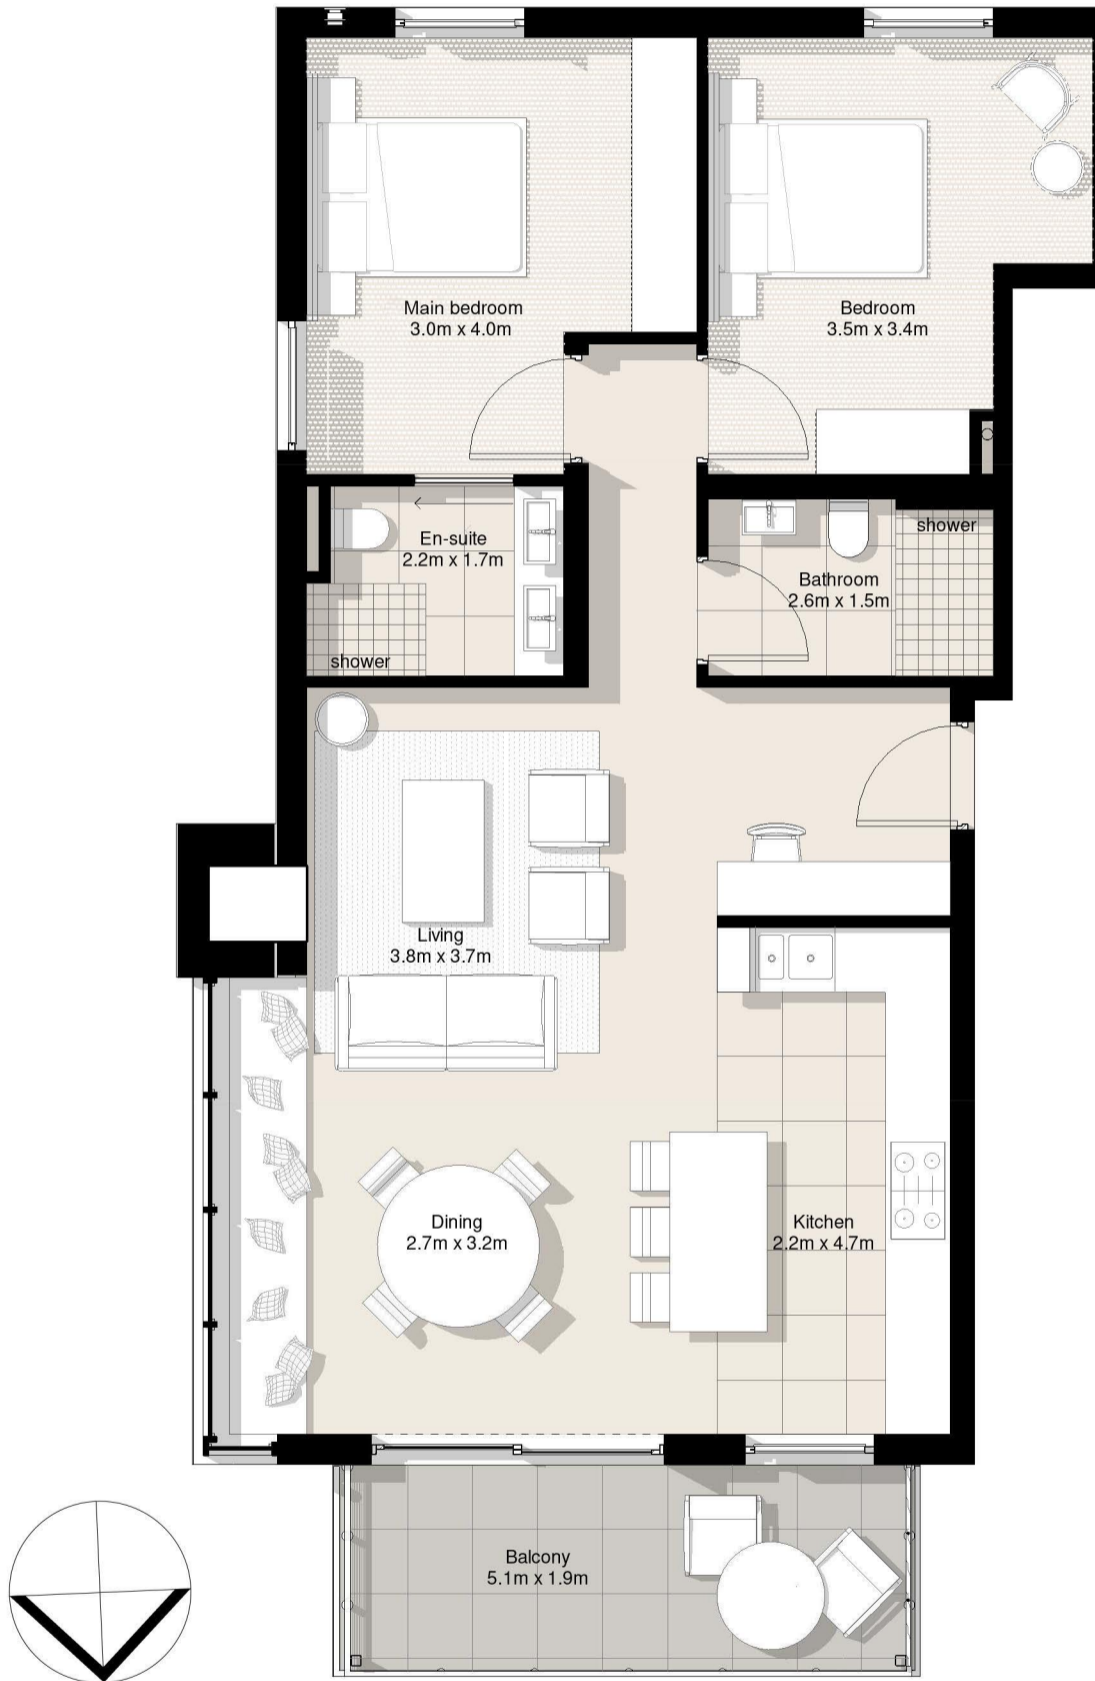 Main bedroom
3.0m x 4.0m
Bedroom
3.5m x 3.4m
En-suite
2.2m x 1.7m
shower
shower
Bathroom
2.6m x 1.5m
Living
3.8m x 3.7m
Dining
2.7m x 3.2m
Kitchen
2.2m x 4.7m
Balcony
5.1m x 1.9m